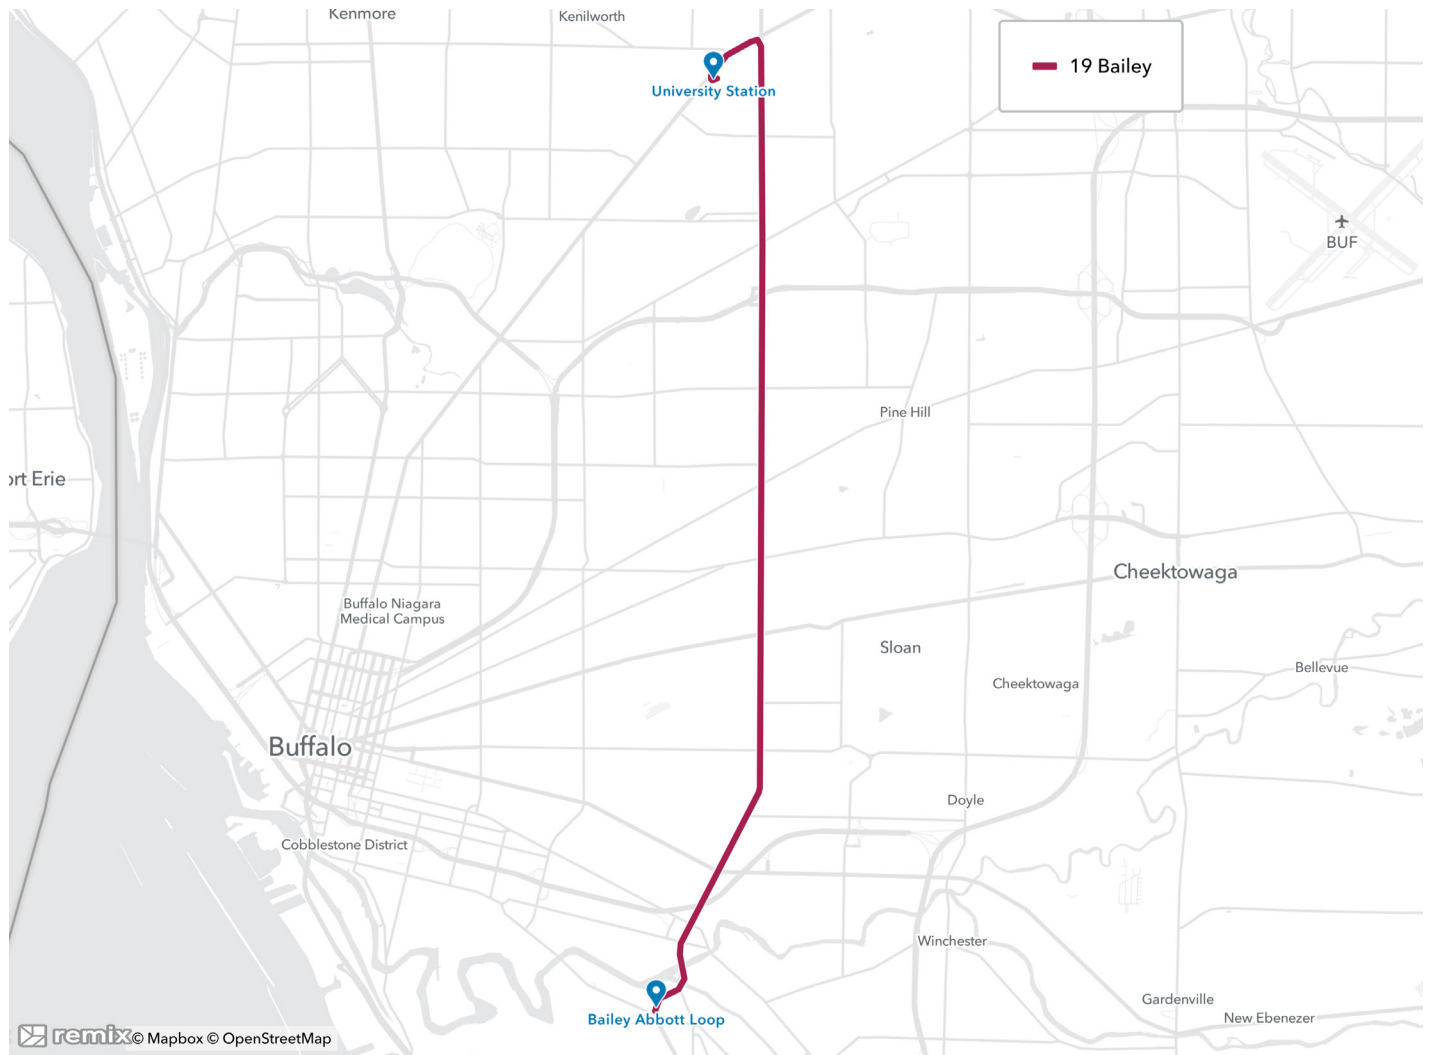 Kenmore
Kenilworth
19 Bailey
University Station
BUF
Pine Hill
ort Erie
Cheektowaga
Buffalo Niagara
Medical Campus
Sloan
Bellevue
Cheektowaga
Buffalo
Doyle
Cobblestone District
Winchester
Gardenville
Bailey Abbott Loop
New Ebenezer
remix© Mapbox © OpenStreetMap